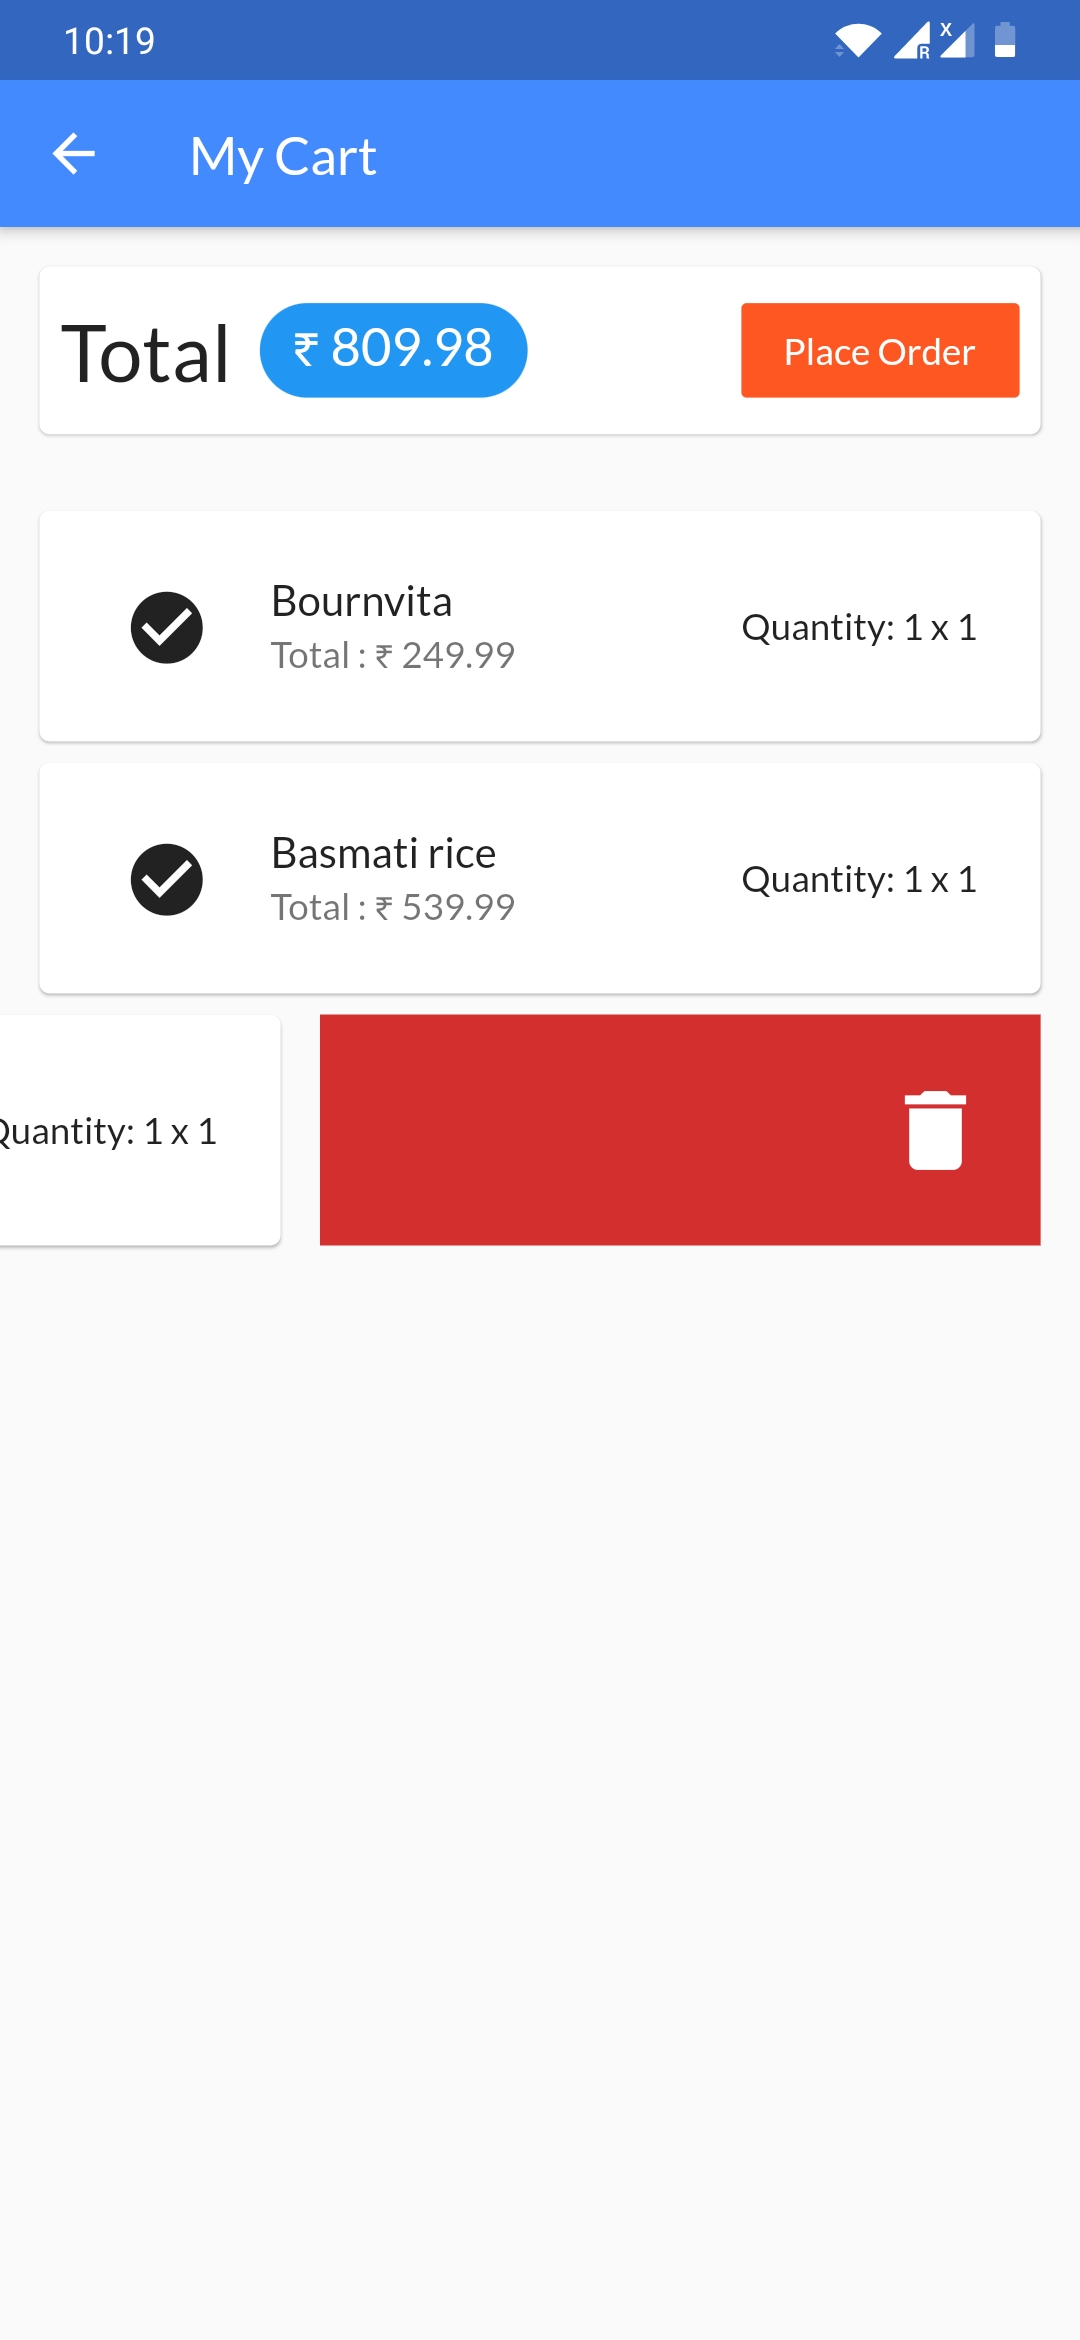 10:19
R
X
My Cart
Total
₹ 809.98
Place Order
Bournvita
Total : ₹ 249.99
Quantity: 1 x 1
Basmati rice
Total : ₹ 539.99
Quantity: 1 x 1
Quantity: 1 x 1